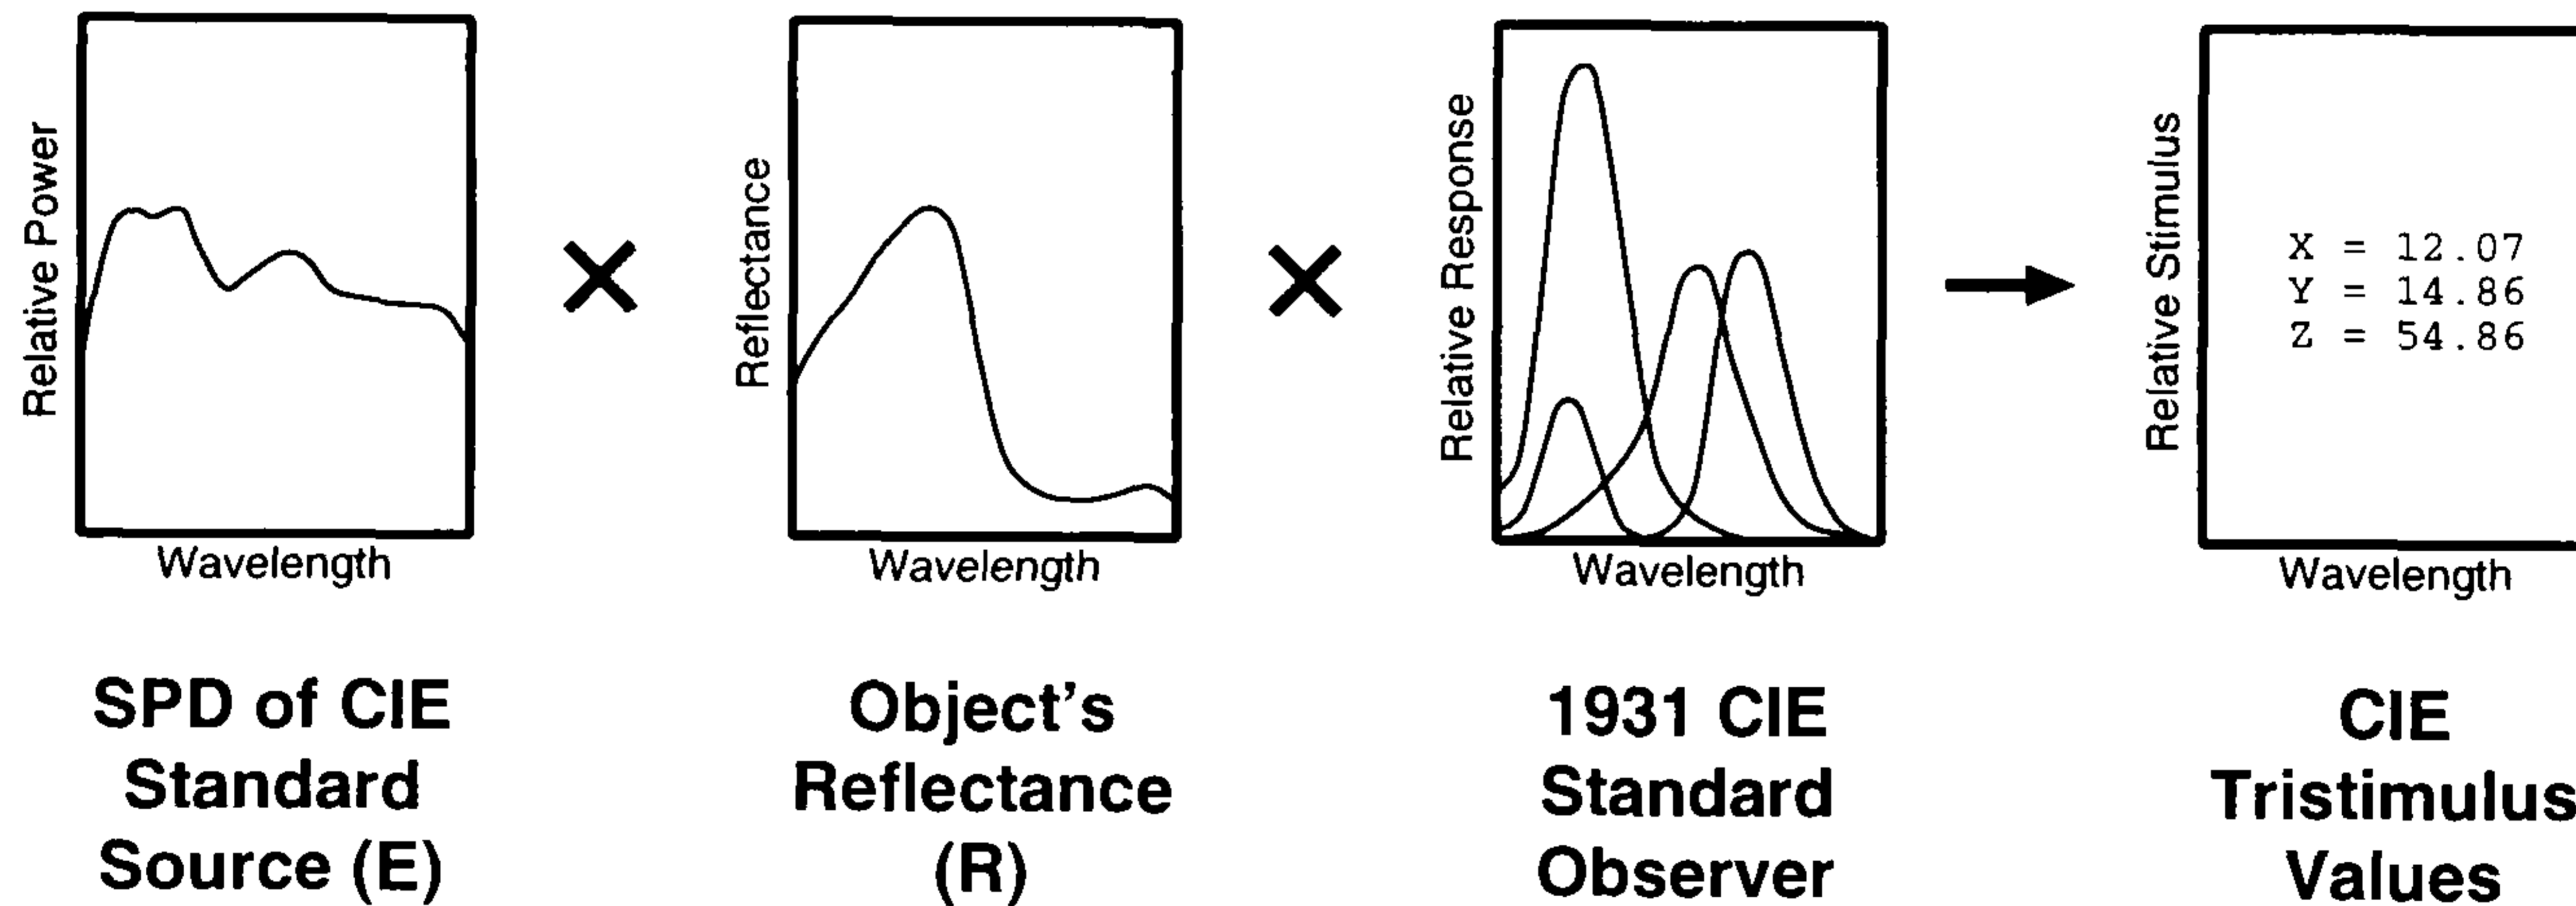 Relative Power
Wavelength
SPD of CIE
Standard
Source (E)
×
Reflectance
Wavelength
Object's
Reflectance
(R)
×
Relative Response
Wavelength
1931 CIE
Standard
Observer
Relative Stimulus
X = 12.07
Y = 14.86
Z = 54.86
Wavelength
CIE
Tristimulus
Values